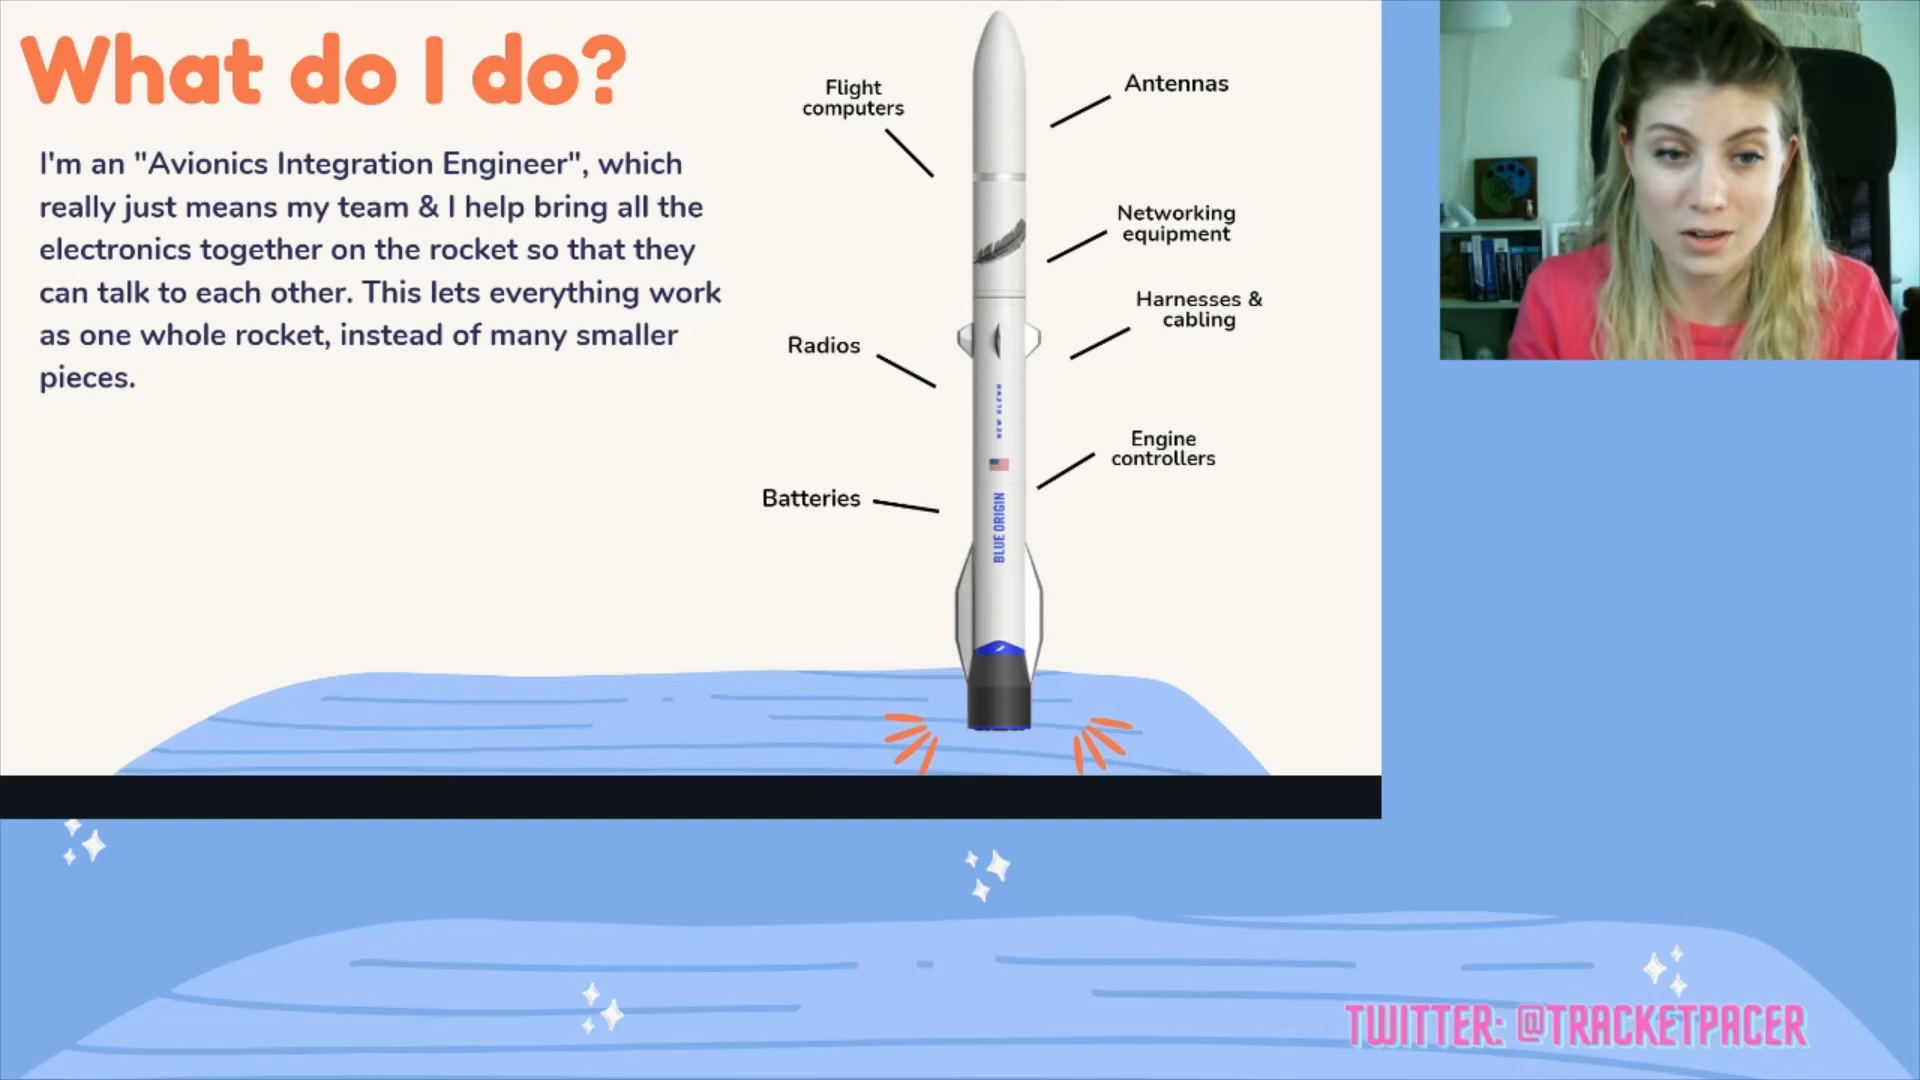 What do I do?
I'm an "Avionics Integration Engineer", which
really just means my team & I help bring all the
electronics together on the rocket so that they
can talk to each other. This lets everything work
as one whole rocket, instead of many smaller
pieces.
Flight
computers
Antennas
Networking
equipment
Harnesses &
cabling
Radios
Engine
controllers
Batteries
NEW GLENN
BLUE ORIGIN
TWITTER: @TRACKETPACER